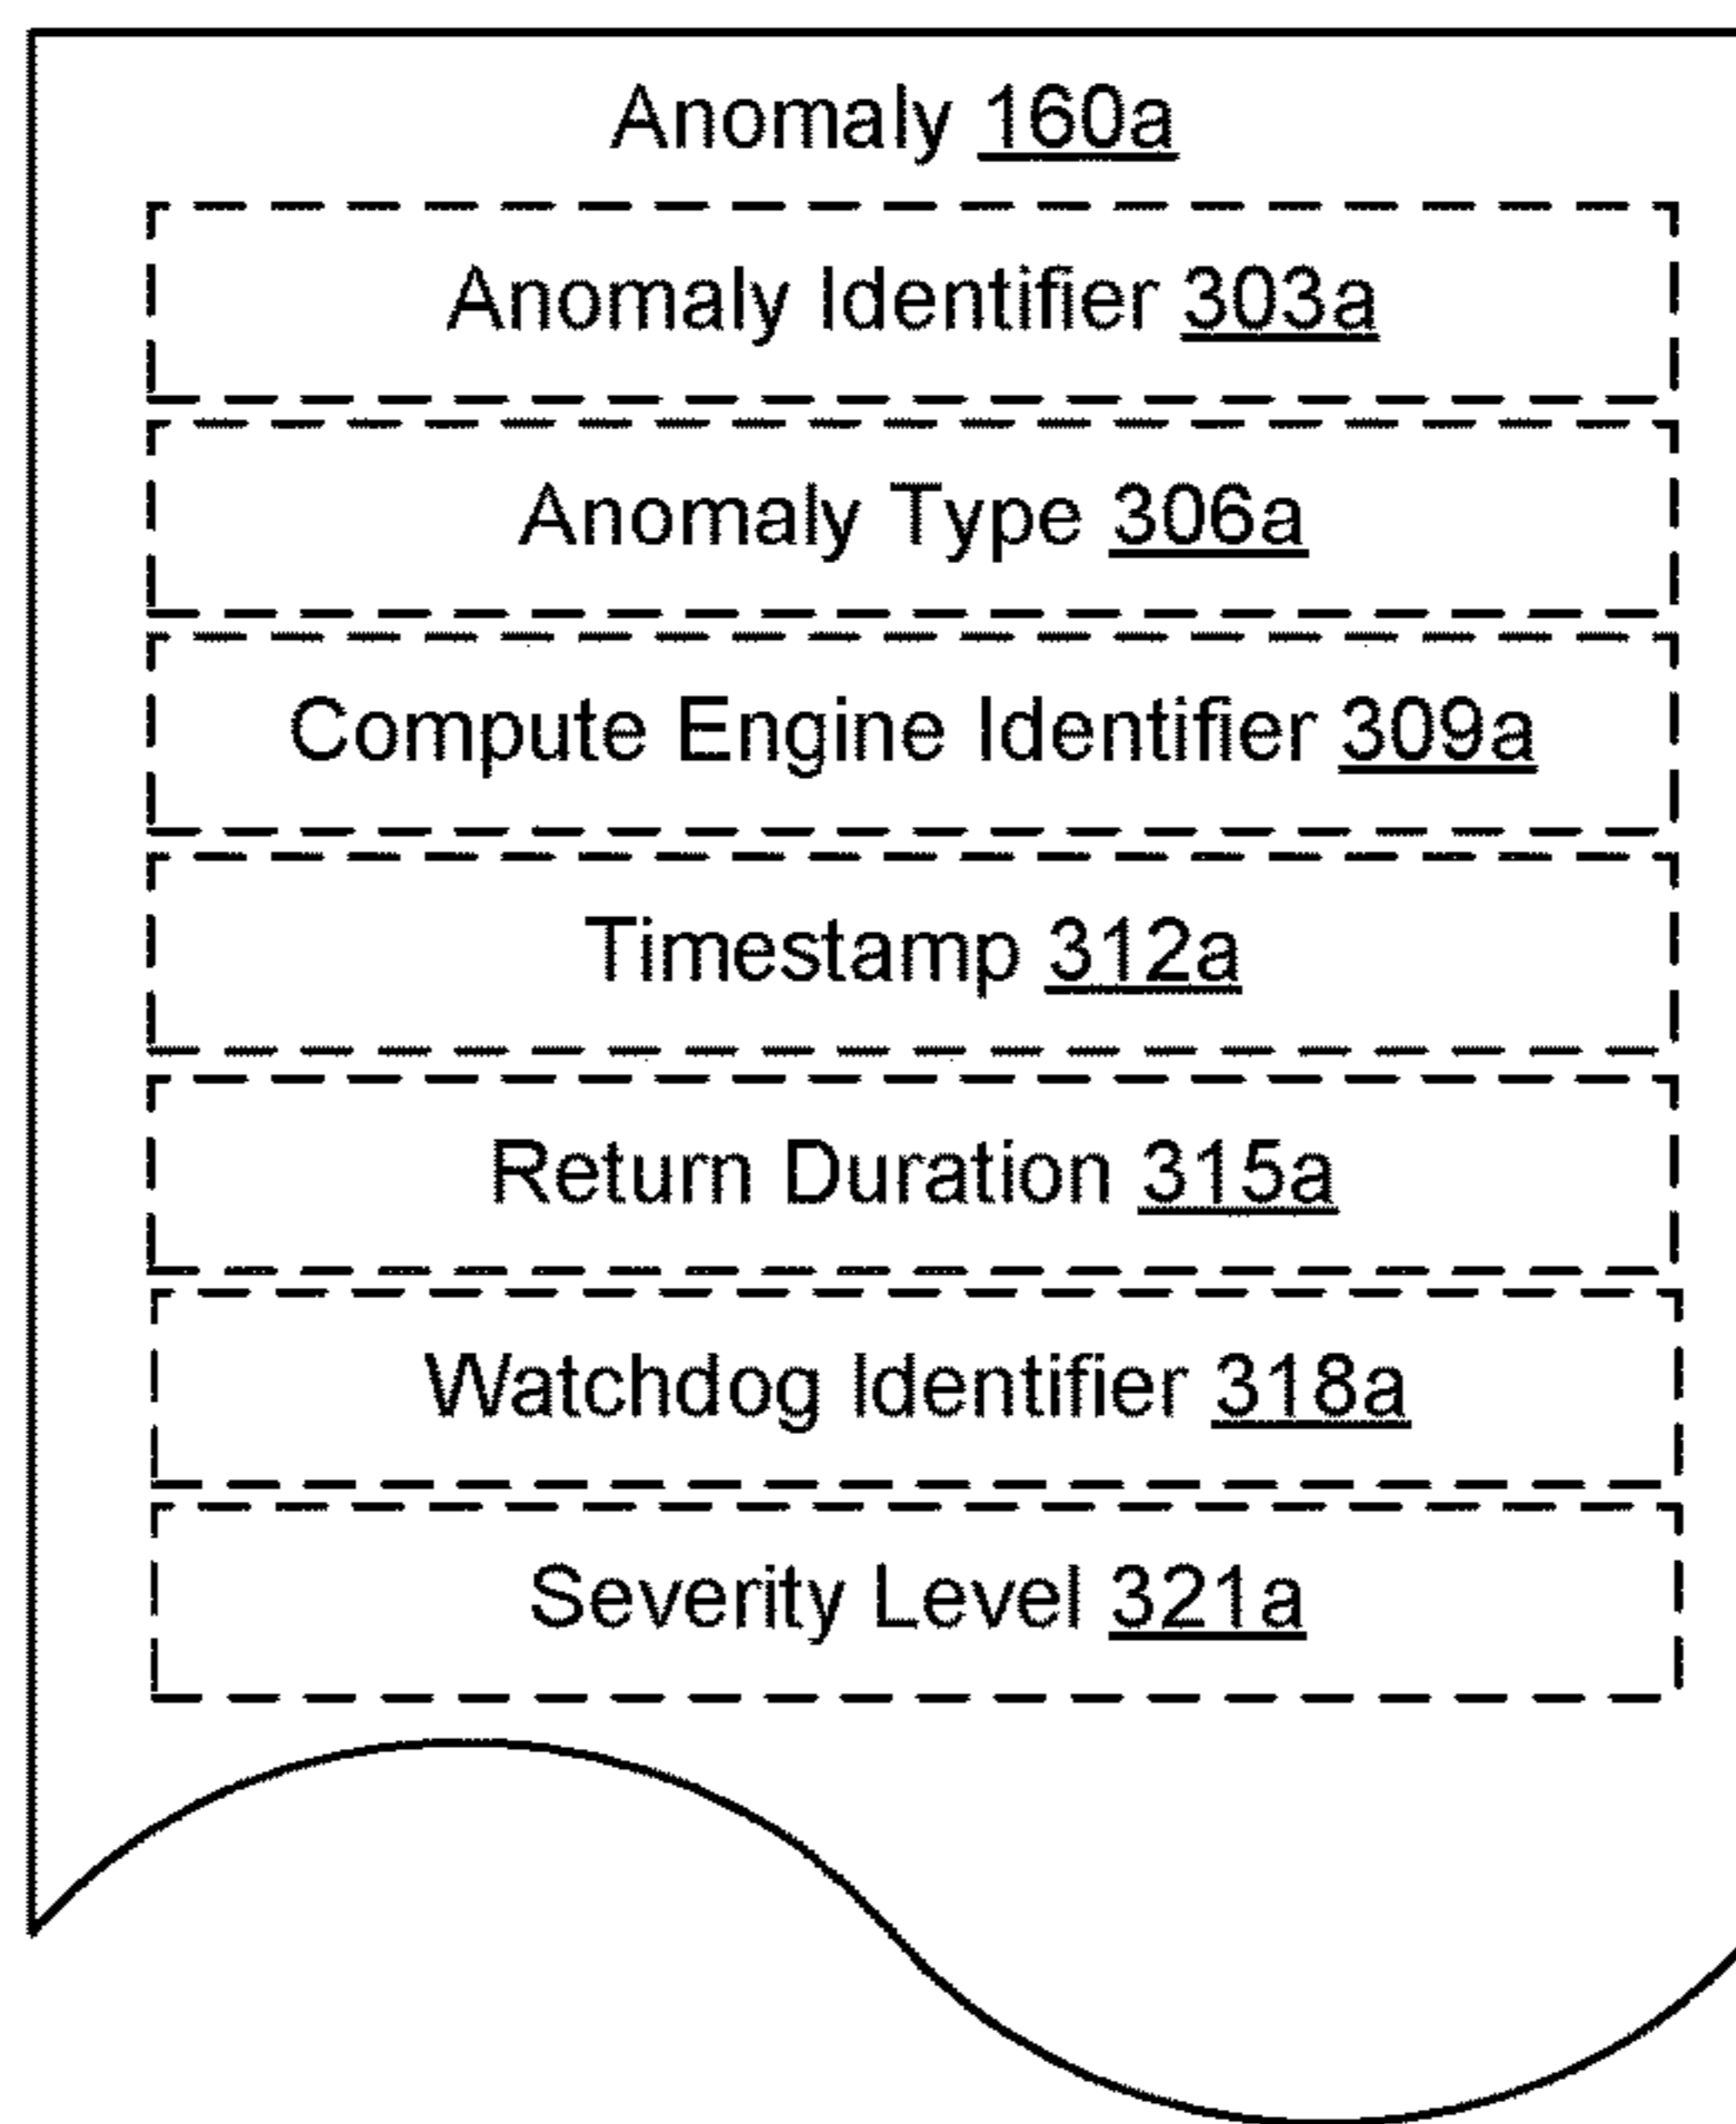 Anomaly 160a
Anomaly Identifier 303a
Anomaly Type 306a
Compute Engine Identifier 309a
Timestamp 312a
Return Duration 315a
Watchdog Identifier 318a
Severity Level 321a